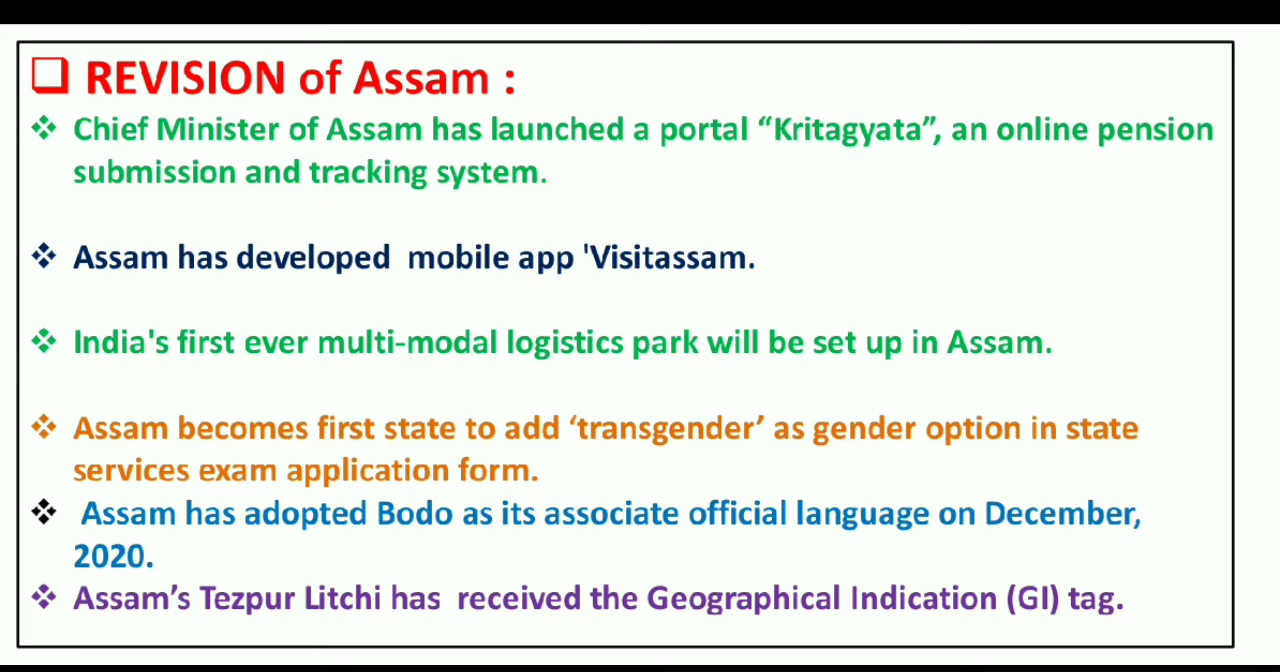 REVISION of Assam :
Chief Minister of Assam has launched a portal “Kritagyata”, an online pension
submission and tracking system.
Assam has developed  mobile app 'Visitassam.
India's first ever multi-modal logistics park will be set up in Assam.
Assam becomes first state to add ‘transgender’ as gender option in state
services exam application form.
Assam has adopted Bodo as its associate official language on December,
2020.
Assam’s Tezpur Litchi has  received the Geographical Indication (GI) tag.